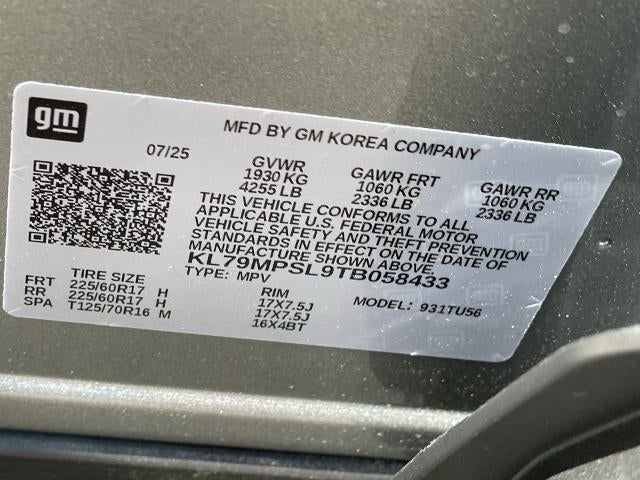 gm
MFD BY GM KOREA COMPANY
07/25
GVWR GAWR FRT GAWR RR
1930 KG 1060 KG 1060 KG
4255 LB 2336 LB 2336 LB
THIS VEHICLE CONFORMS TO ALL
APPLICABLE U.S. FEDERAL MOTOR
VEHICLE SAFETY AND THEFT PREVENTION
STANDARDS IN EFFECT ON THE DATE OF
MANUFACTURE SHOWN ABOVE.
KL79MPSL9TB058433
TYPE: MPV
TIRE SIZE RIM MODEL: 931TU56
FRT 225/60R17 H 17X7.5J
RR 225/60R17 H 17X7.5J
SPA T125/70R16 M 16X4BT